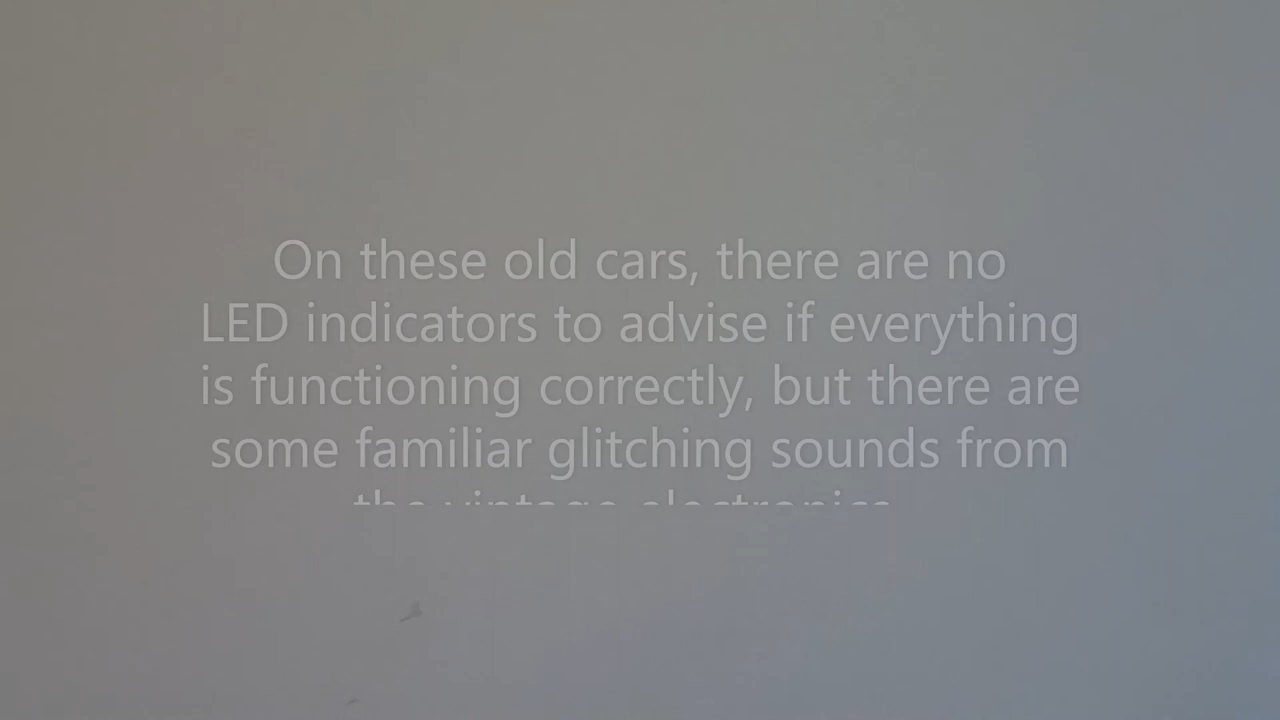 On these old cars, there are no
LED indicators to advise if everything
is functioning correctly, but there are
some familiar glitching sounds from
the vintage electronics